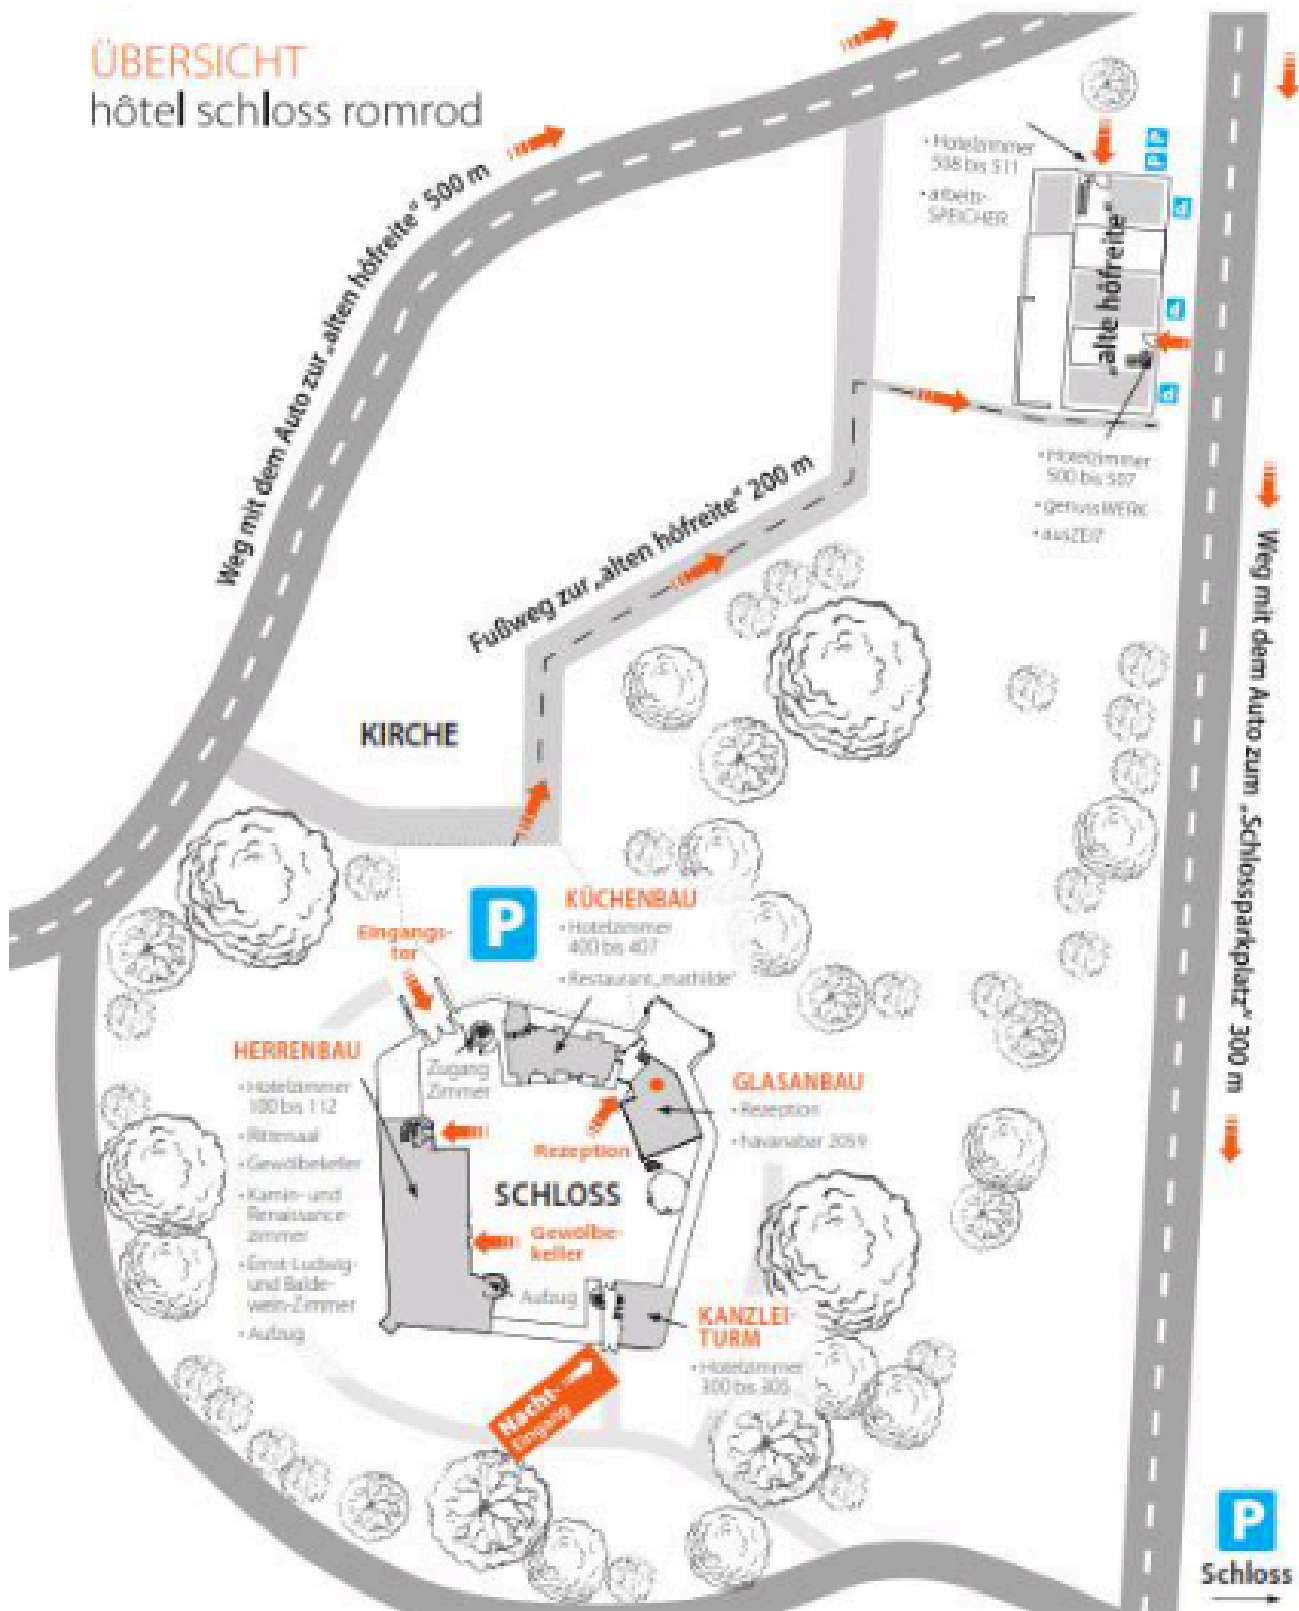 ÜBERSICHT
hôtel schloss romrod
Weg mit dem Auto zur „alten höfreite“ 500 m
• Hotelzimmer
508 bis 511
• arbeits-
SPEICHER
P P
P
P
P
„alte höfreite“
• Hotelzimmer
500 bis 507
• genussWERK
• ausZEIT
Fußweg zur „alten höfreite“ 200 m
Weg mit dem Auto zum „Schlossparkplatz“ 300 m
KIRCHE
P
Eingangs-
tor
KÜCHENBAU
• Hotelzimmer
400 bis 407
• Restaurant „mathilde“
HERRENBAU
• Hotelzimmer
100 bis 112
• Rittersaal
• Gewölbekeller
• Kamin- und
Renaissance-
zimmer
• Ernst-Ludwig-
und Balde-
wein-Zimmer
• Aufzug
Zugang
Zimmer
GLASANBAU
• Rezeption
• havanabar 2059
Rezeption
SCHLOSS
Gewölbe-
keller
Aufzug
KANZLEI-
TURM
• Hotelzimmer
300 bis 305
Nacht-
Eingang
P
Schloss